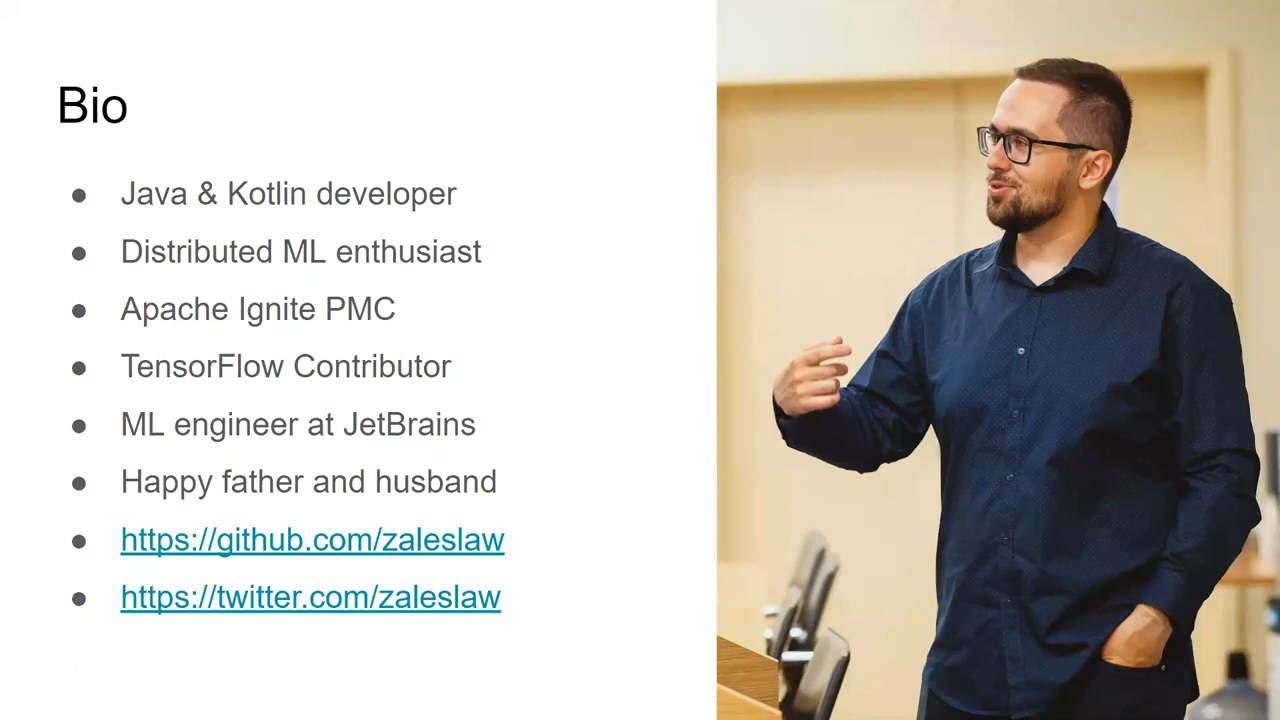 Bio
● Java & Kotlin developer
● Distributed ML enthusiast
● Apache Ignite PMC
● TensorFlow Contributor
● ML engineer at JetBrains
● Happy father and husband
● https://github.com/zaleslaw
● https://twitter.com/zaleslaw